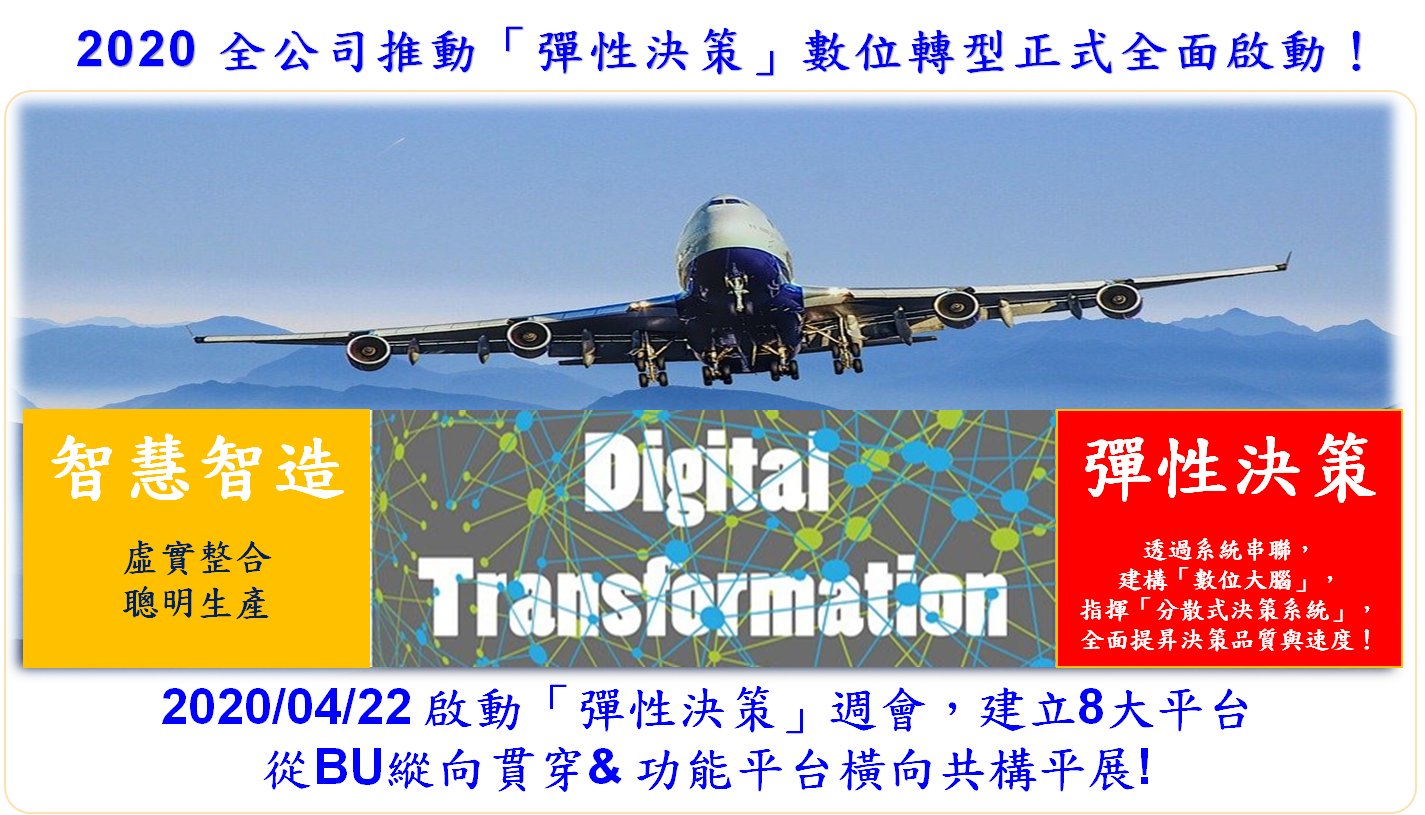 2020 全公司推動「彈性決策」數位轉型正式全面啟動！
智慧智造
虛實整合
聰明生產
Digital
Transformation
彈性決策
透過系統串聯，
建構「數位大腦」，
指揮「分散式決策系統」，
全面提昇決策品質與速度！
2020/04/22 啟動「彈性決策」週會，建立8大平台
從BU縱向貫穿& 功能平台橫向共構平展!